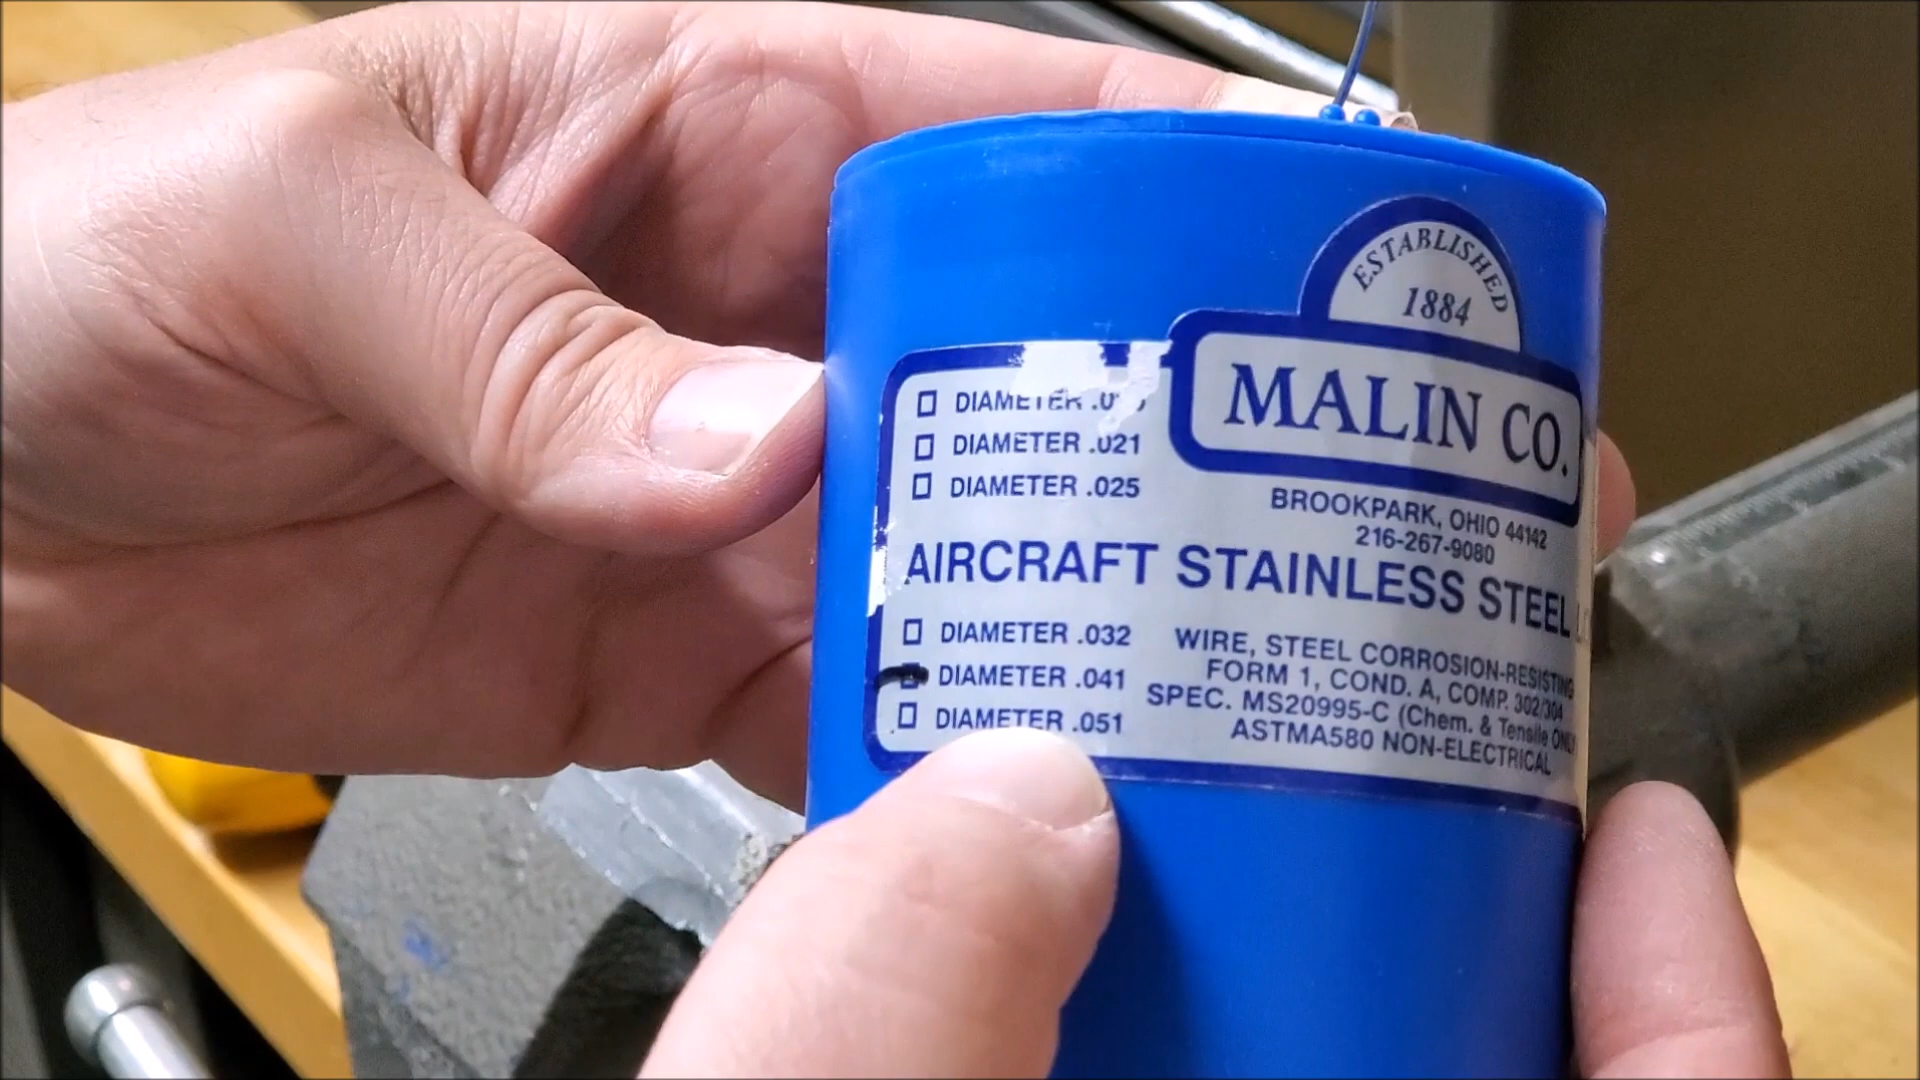 ESTABLISHED
1884
MALIN CO.
BROOKPARK, OHIO 44142
216-267-9080
DIAMETER
DIAMETER .021
DIAMETER .025
AIRCRAFT STAINLESS STEEL
DIAMETER .032
DIAMETER .041
DIAMETER .051
WIRE, STEEL CORROSION-RESISTING
FORM 1, COND. A, COMP. 302/304
SPEC. MS20995-C (Chem. & Tensile ONLY
ASTMA580 NON-ELECTRICAL